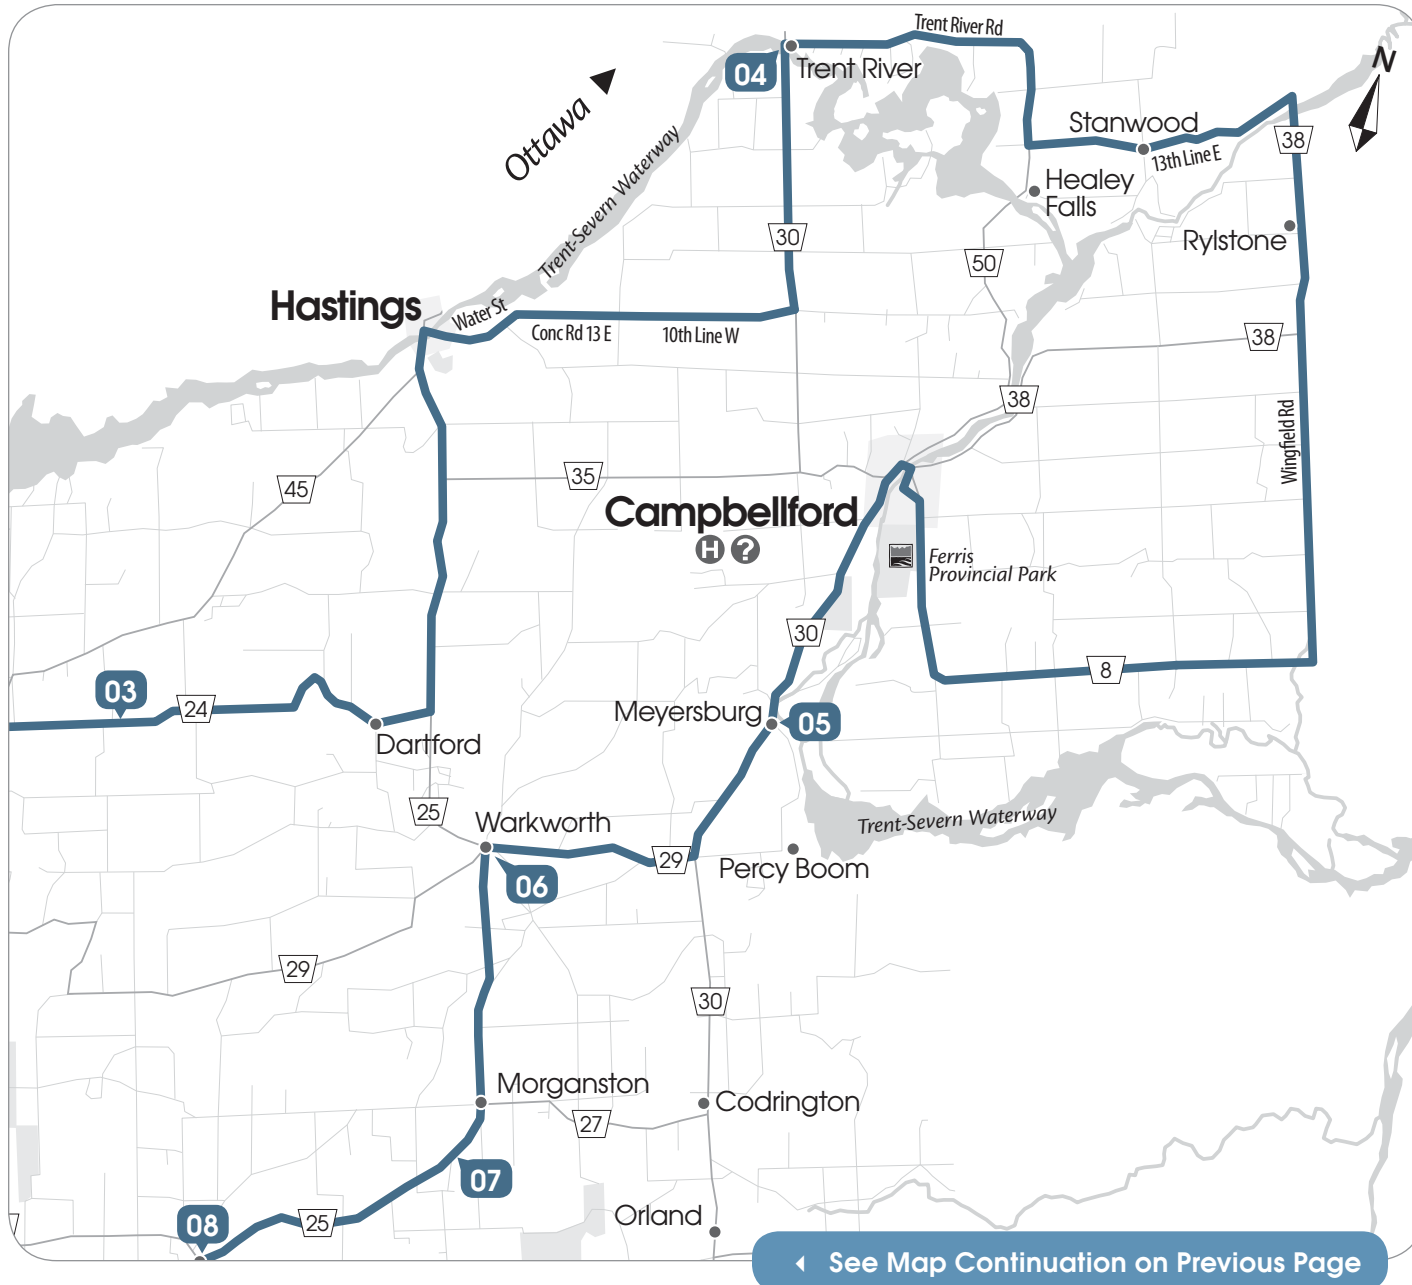 Trent River Rd
N
04
Trent River
Ottawa
Stanwood
38
13th Line E
Trent-Severn Waterway
Healey
Falls
30
Rylstone
50
Hastings
Water St
Conc Rd 13 E
10th Line W
38
38
Wingfield Rd
45
35
Campbellford
H ?
Ferris
Provincial Park
30
8
03
24
Meyersburg
05
Dartford
25
Warkworth
Trent-Severn Waterway
29
Percy Boom
06
29
30
Morganston
Codrington
27
07
08
25
Orland
See Map Continuation on Previous Page